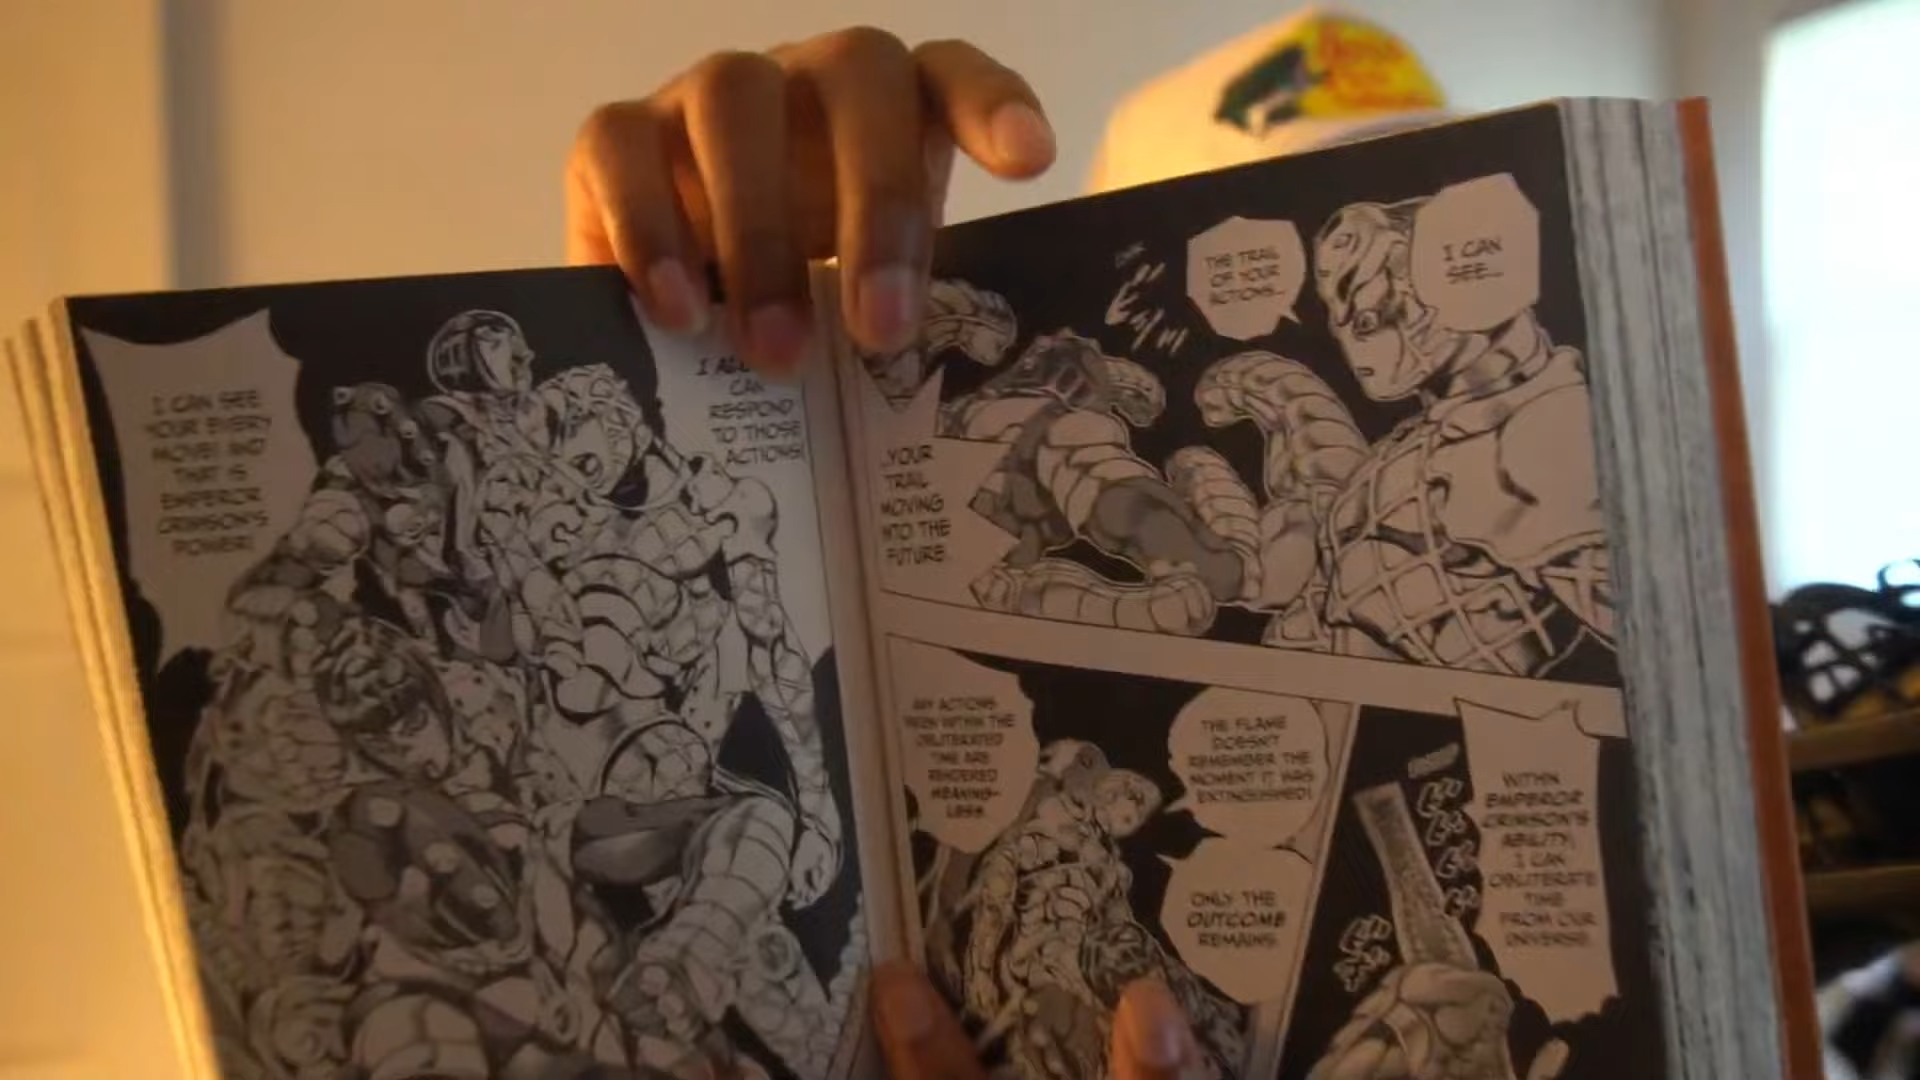 I CAN
SEE...
THE TRAIL
OF YOUR
ACTIONS...
...YOUR
TRAIL
MOVING
INTO THE
FUTURE.
WITHIN
EMPEROR
CRIMSON'S
ABILITY,
I CAN
OBLITERATE
TIME
FROM OUR
UNIVERSE.
THE FLAME
DOESN'T
REMEMBER THE
MOMENT IT WAS
EXTINGUISHED!
ONLY THE
OUTCOME
REMAINS.
ANY ACTIONS
WITHIN THE
OBLITERATED
TIME ARE
RENDERED
MEANING-
LESS.
I
CAN
RESPOND
TO THOSE
ACTIONS!
I CAN SEE
YOUR EVERY
MOVE! AND
THAT IS
EMPEROR
CRIMSON'S
POWER!